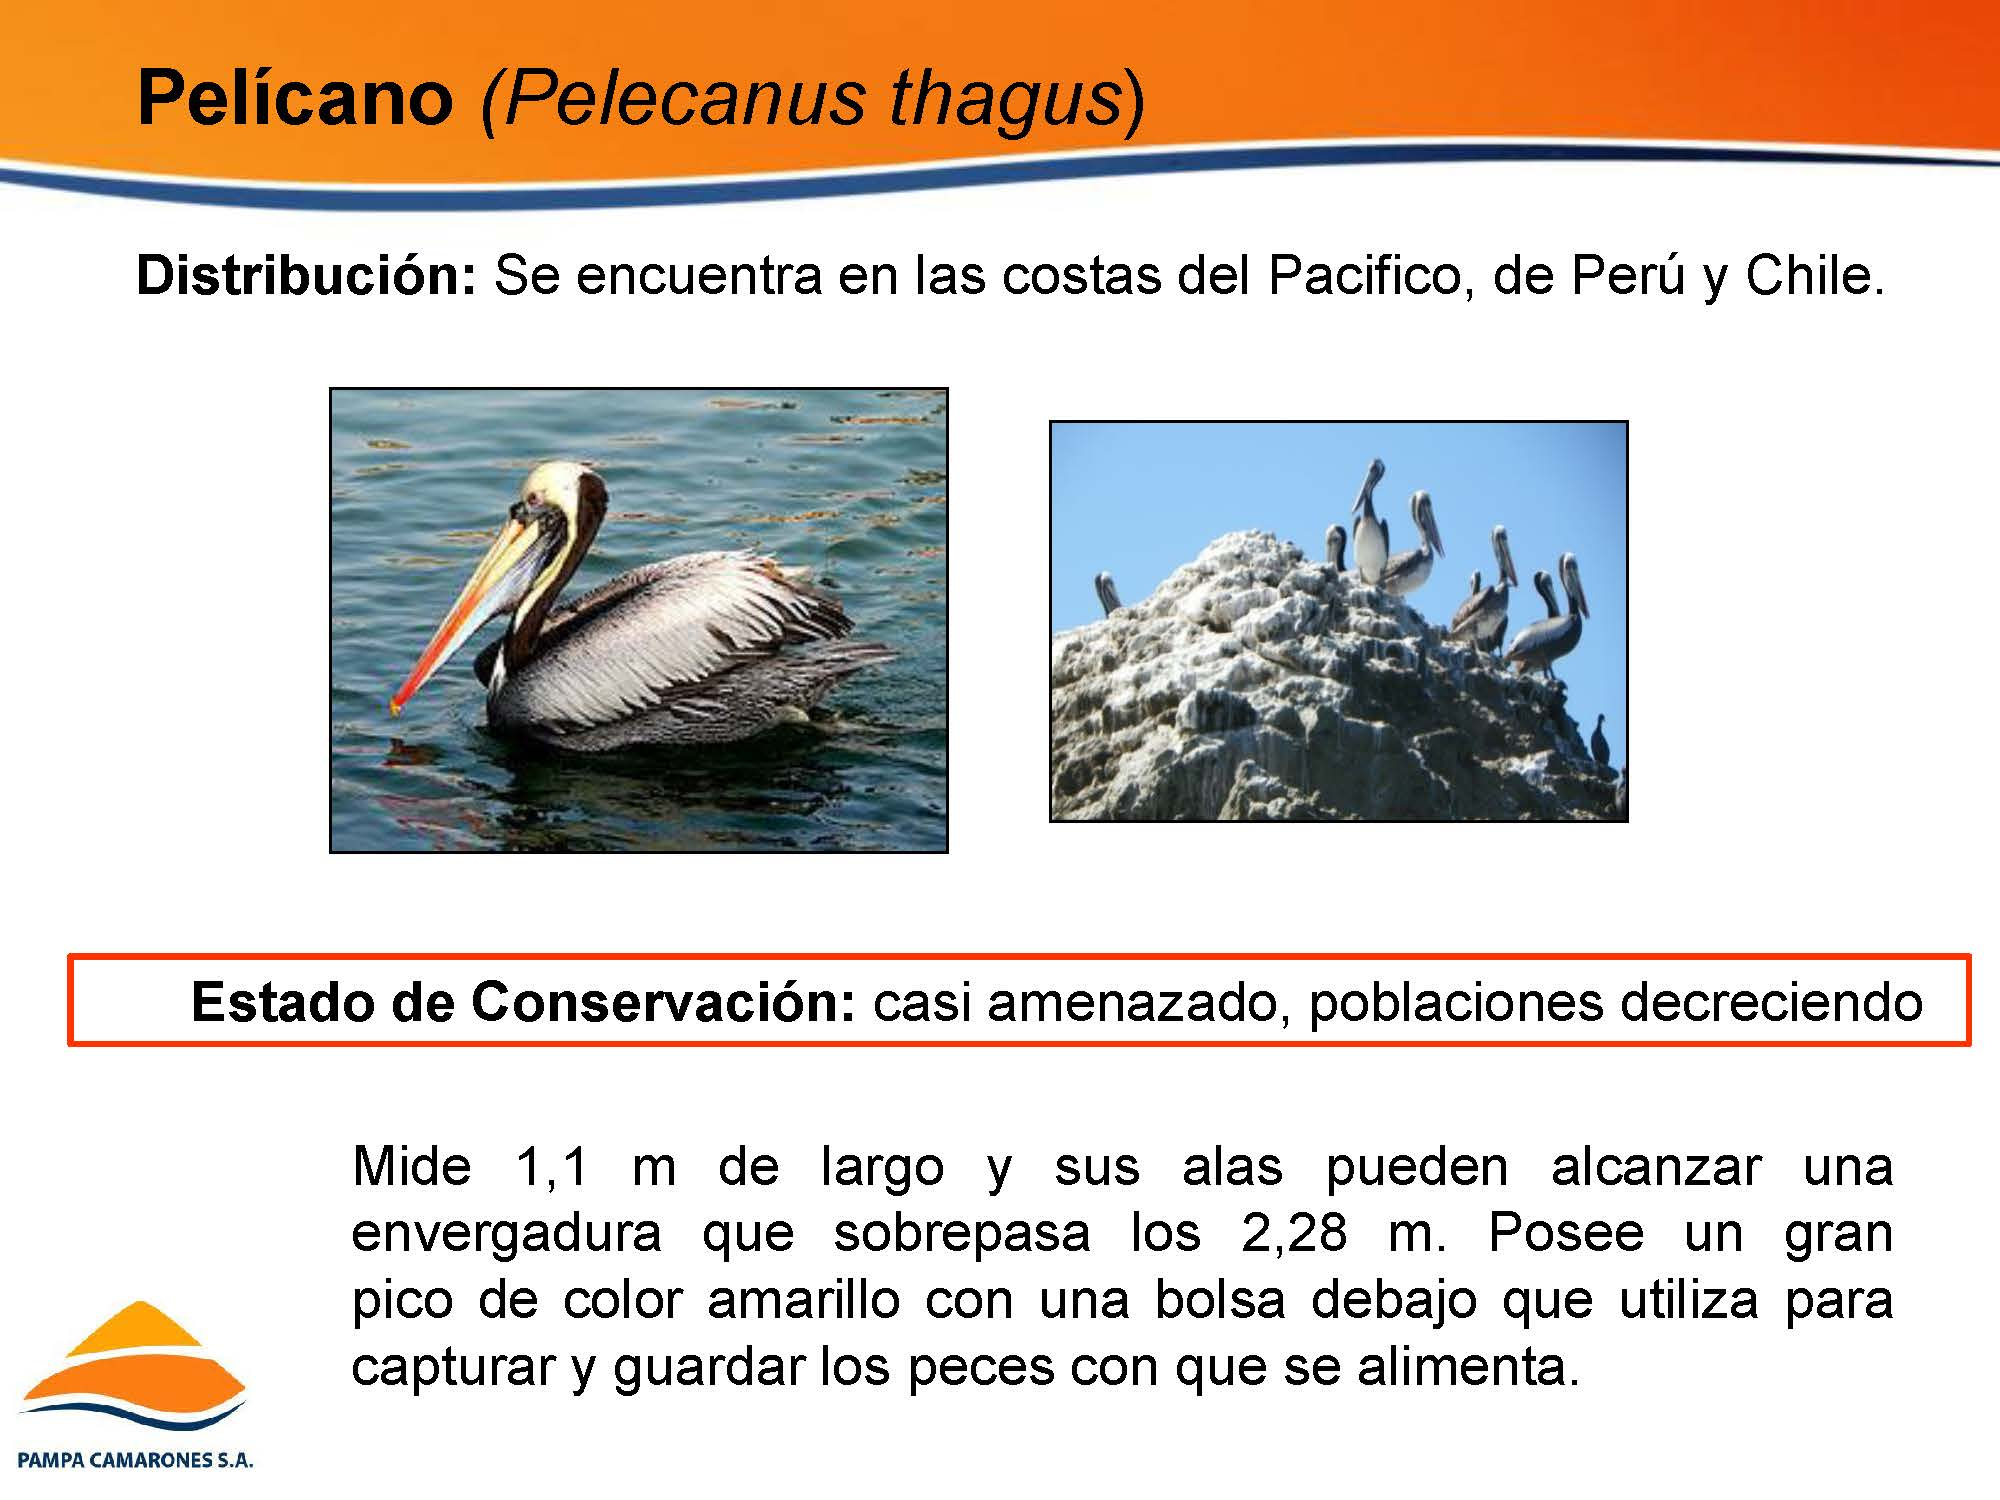 Pelícano (Pelecanus thagus)
Distribución: Se encuentra en las costas del Pacifico, de Perú y Chile.
Estado de Conservación: casi amenazado, poblaciones decreciendo
Mide 1,1 m de largo y sus alas pueden alcanzar una
envergadura que sobrepasa los 2,28 m. Posee un gran
pico de color amarillo con una bolsa debajo que utiliza para
capturar y guardar los peces con que se alimenta.
PAMPA CAMARONES S.A.